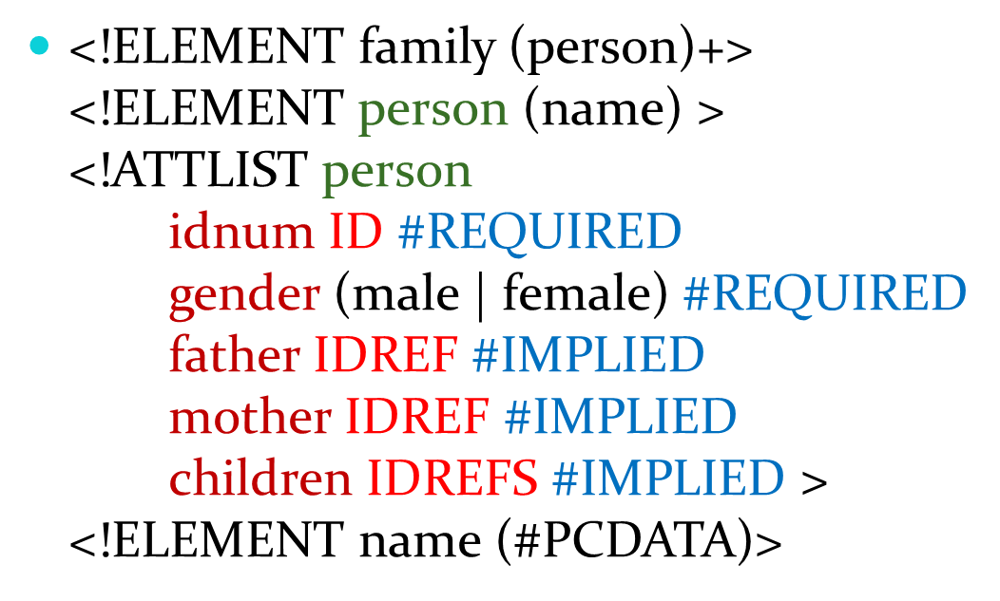 • <!ELEMENT family (person)+>
<!ELEMENT person (name) >
<!ATTLIST person
idnum ID #REQUIRED
gender (male | female) #REQUIRED
father IDREF #IMPLIED
mother IDREF #IMPLIED
children IDREFS #IMPLIED >
<!ELEMENT name (#PCDATA)>